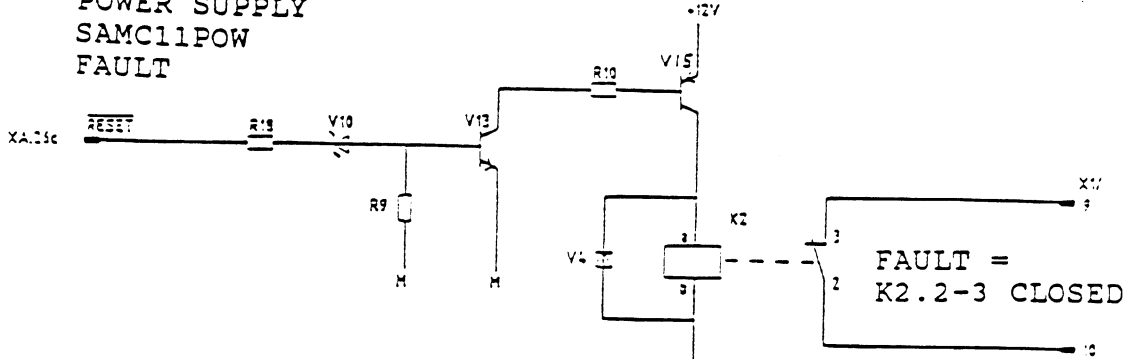 POWER SUPPLY
SAMC11POW
FAULT
+12V
V15
R10
V13
V10
RESET
XA.25c
R9
M
M
K2
a
b
V4
X1/
9
3
2
FAULT =
K2.2-3 CLOSED
10